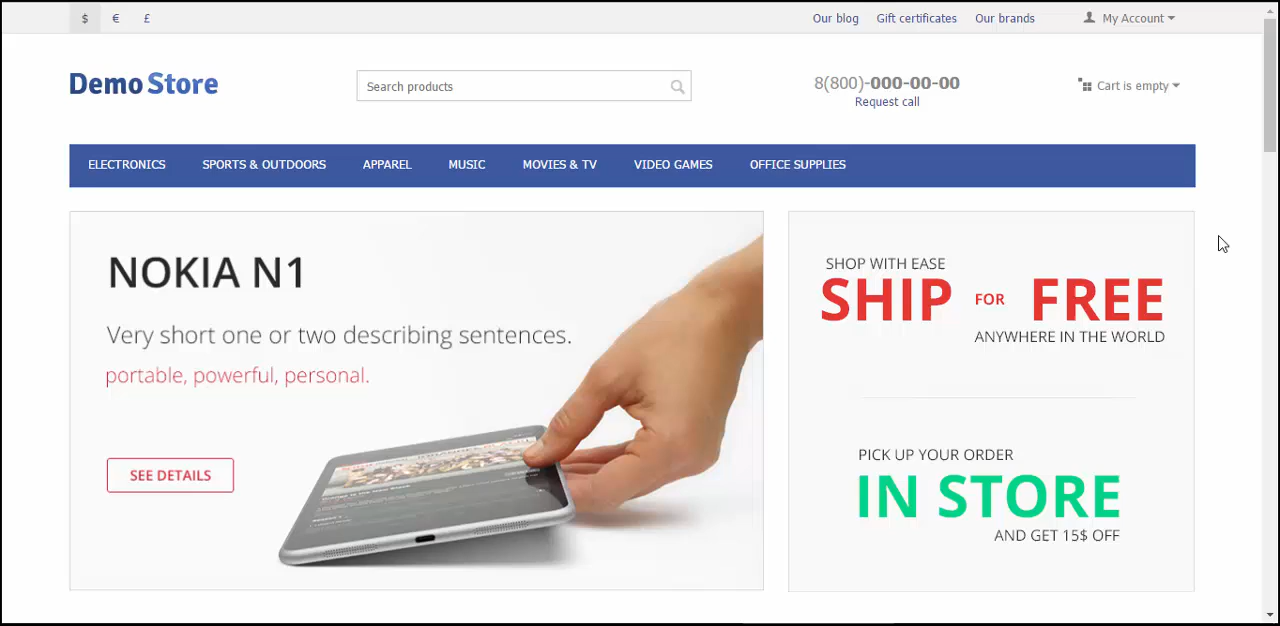 $ € £ Our blog Gift certificates Our brands My Account
Demo Store Search products 8(800)-000-00-00 Cart is empty
Request call
ELECTRONICS SPORTS & OUTDOORS APPAREL MUSIC MOVIES & TV VIDEO GAMES OFFICE SUPPLIES
NOKIA N1
Very short one or two describing sentences.
portable, powerful, personal.
SEE DETAILS
SHOP WITH EASE
SHIP FOR FREE
ANYWHERE IN THE WORLD
PICK UP YOUR ORDER
IN STORE
AND GET 15$ OFF